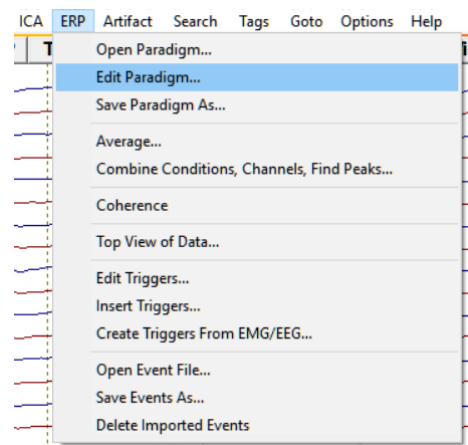 ICA ERP Artifact Search Tags Goto Options Help
Open Paradigm...
Edit Paradigm...
Save Paradigm As...
Average...
Combine Conditions, Channels, Find Peaks...
Coherence
Top View of Data...
Edit Triggers...
Insert Triggers...
Create Triggers From EMG/EEG...
Open Event File...
Save Events As...
Delete Imported Events